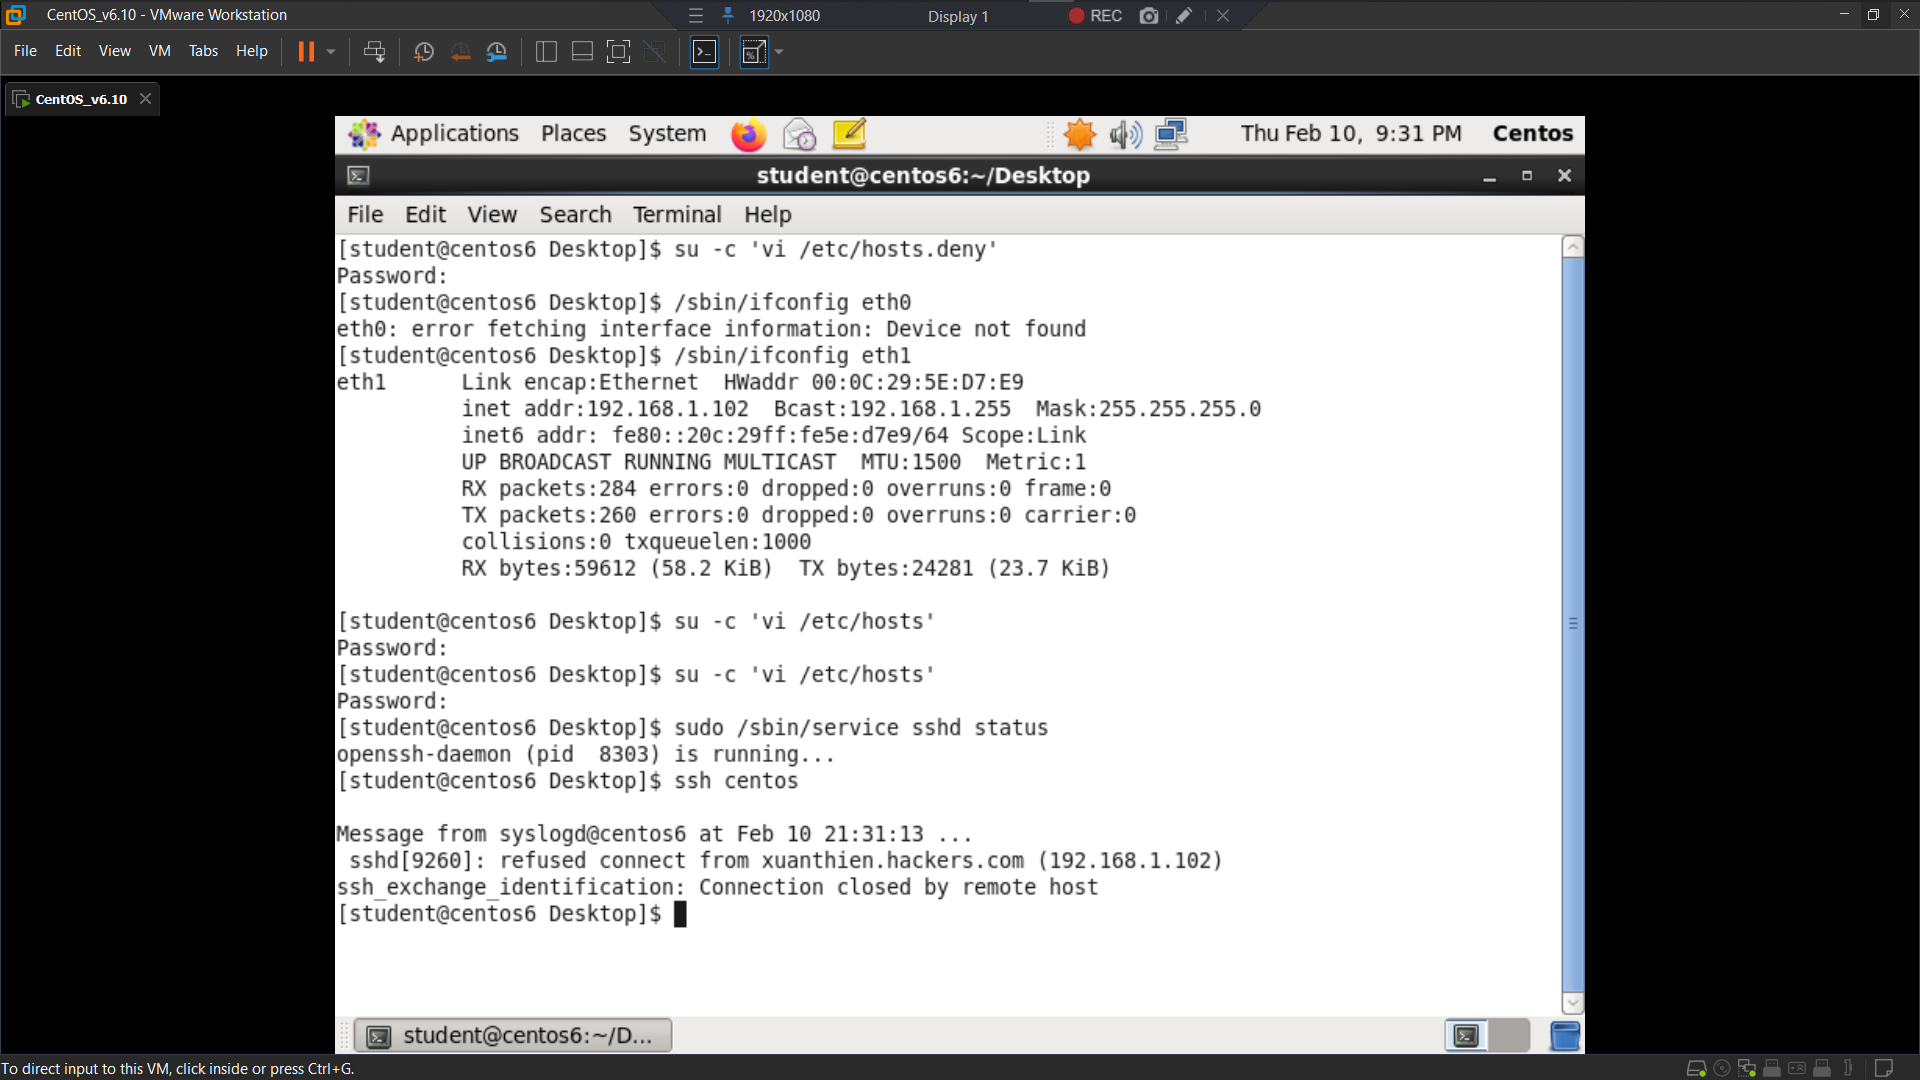 CentOS_v6.10 - VMware Workstation
1920x1080
Display 1
REC
File Edit View VM Tabs Help
CentOS_v6.10
Applications Places System
Thu Feb 10, 9:31 PM Centos
student@centos6:~/Desktop
File Edit View Search Terminal Help
[student@centos6 Desktop]$ su -c 'vi /etc/hosts.deny'
Password:
[student@centos6 Desktop]$ /sbin/ifconfig eth0
eth0: error fetching interface information: Device not found
[student@centos6 Desktop]$ /sbin/ifconfig eth1
eth1      Link encap:Ethernet  HWaddr 00:0C:29:5E:D7:E9
          inet addr:192.168.1.102  Bcast:192.168.1.255  Mask:255.255.255.0
          inet6 addr: fe80::20c:29ff:fe5e:d7e9/64 Scope:Link
          UP BROADCAST RUNNING MULTICAST  MTU:1500  Metric:1
          RX packets:284 errors:0 dropped:0 overruns:0 frame:0
          TX packets:260 errors:0 dropped:0 overruns:0 carrier:0
          collisions:0 txqueuelen:1000
          RX bytes:59612 (58.2 KiB)  TX bytes:24281 (23.7 KiB)
[student@centos6 Desktop]$ su -c 'vi /etc/hosts'
Password:
[student@centos6 Desktop]$ su -c 'vi /etc/hosts'
Password:
[student@centos6 Desktop]$ sudo /sbin/service sshd status
openssh-daemon (pid  8303) is running...
[student@centos6 Desktop]$ ssh centos
Message from syslogd@centos6 at Feb 10 21:31:13 ...
 sshd[9260]: refused connect from xuanthien.hackers.com (192.168.1.102)
ssh_exchange_identification: Connection closed by remote host
[student@centos6 Desktop]$
student@centos6:~/D...
To direct input to this VM, click inside or press Ctrl+G.